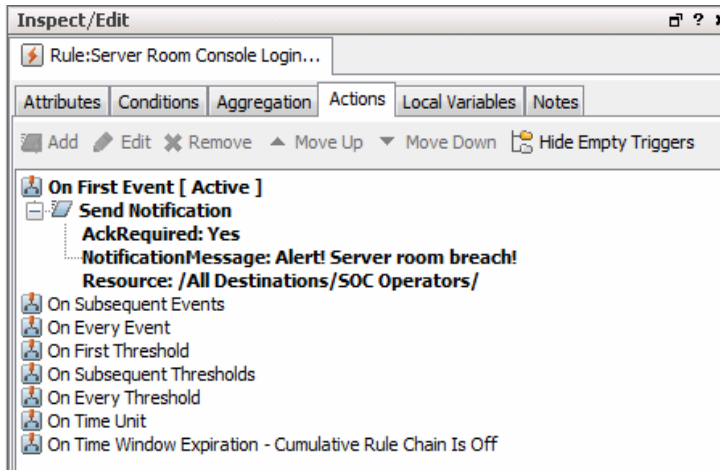 Inspect/Edit
Rule:Server Room Console Login...
Attributes Conditions Aggregation Actions Local Variables Notes
Add Edit Remove Move Up Move Down Hide Empty Triggers
On First Event [ Active ]
Send Notification
AckRequired: Yes
NotificationMessage: Alert! Server room breach!
Resource: /All Destinations/SOC Operators/
On Subsequent Events
On Every Event
On First Threshold
On Subsequent Thresholds
On Every Threshold
On Time Unit
On Time Window Expiration - Cumulative Rule Chain Is Off